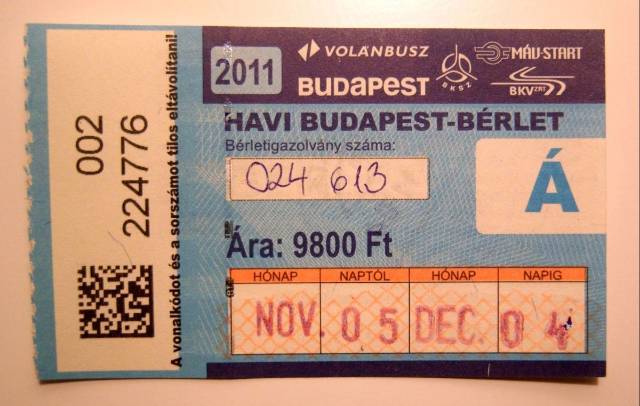 002
224776
A vonalkódot és a sorszámot tilos eltávolítani!
2011
VOLÁNBUSZ
MÁV-START
BUDAPEST
BKSZ
BKV ZRT
HAVI BUDAPEST-BÉRLET
Bérletigazolvány száma:
024 613
Á
Ára: 9800 Ft
HÓNAP NAPTÓL HÓNAP NAPIG
NOV. 05 DEC. 04